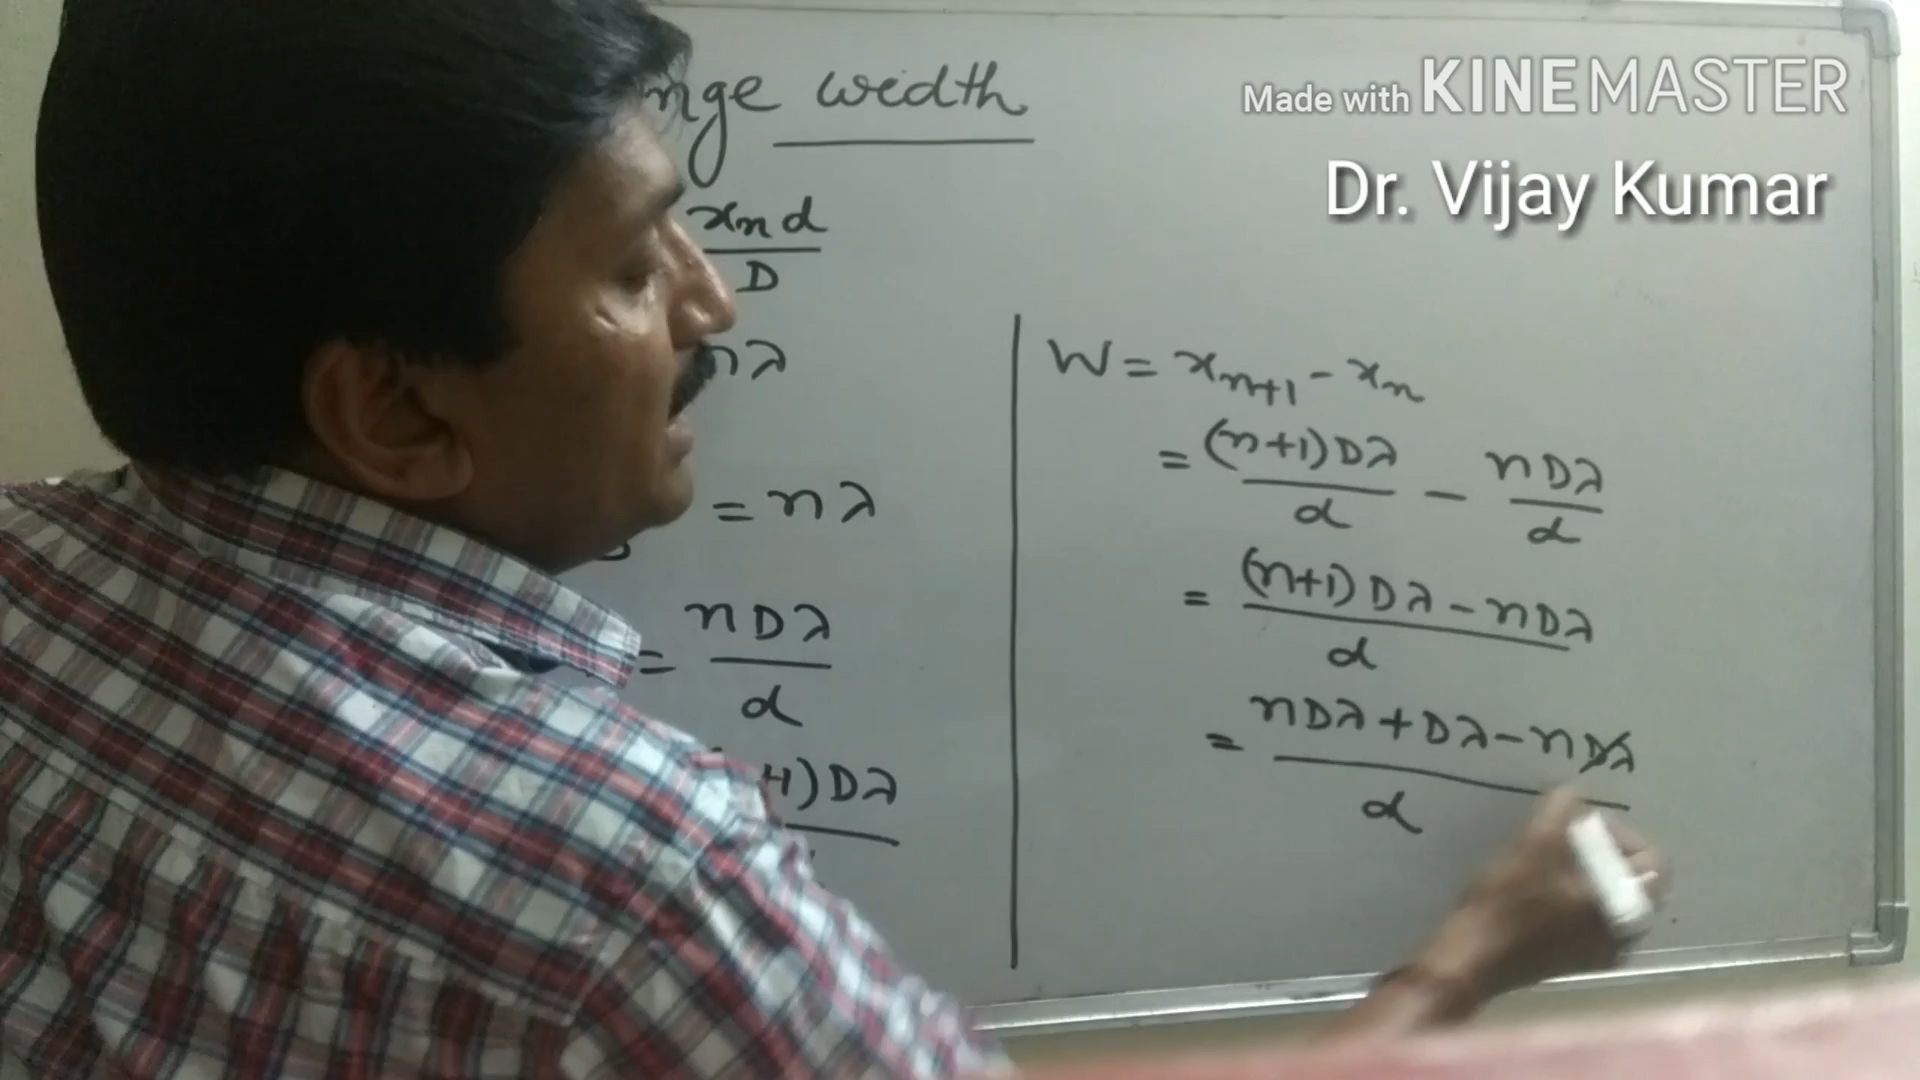 Made with KINEMASTER
Dr. Vijay Kumar
nge width
xₙd
D
nλ
= nλ
= nDλ
d
+1)Dλ
W = xₙ₊₁ - xₙ
= (n+1)Dλ / d - nDλ / d
= (n+1)Dλ - nDλ / d
= nDλ + Dλ - nDλ / d